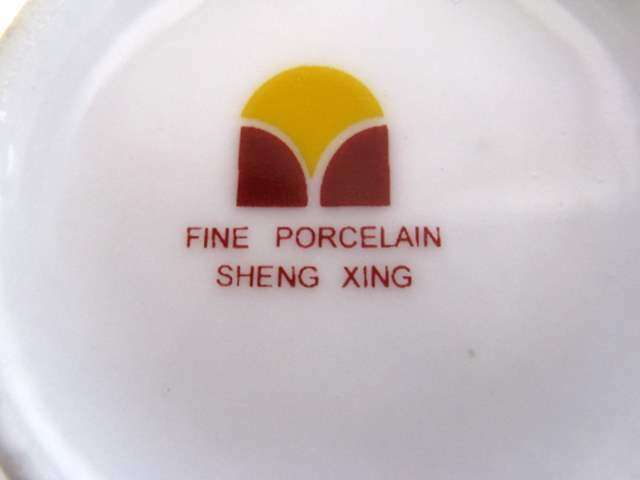 FINE PORCELAIN
SHENG XING